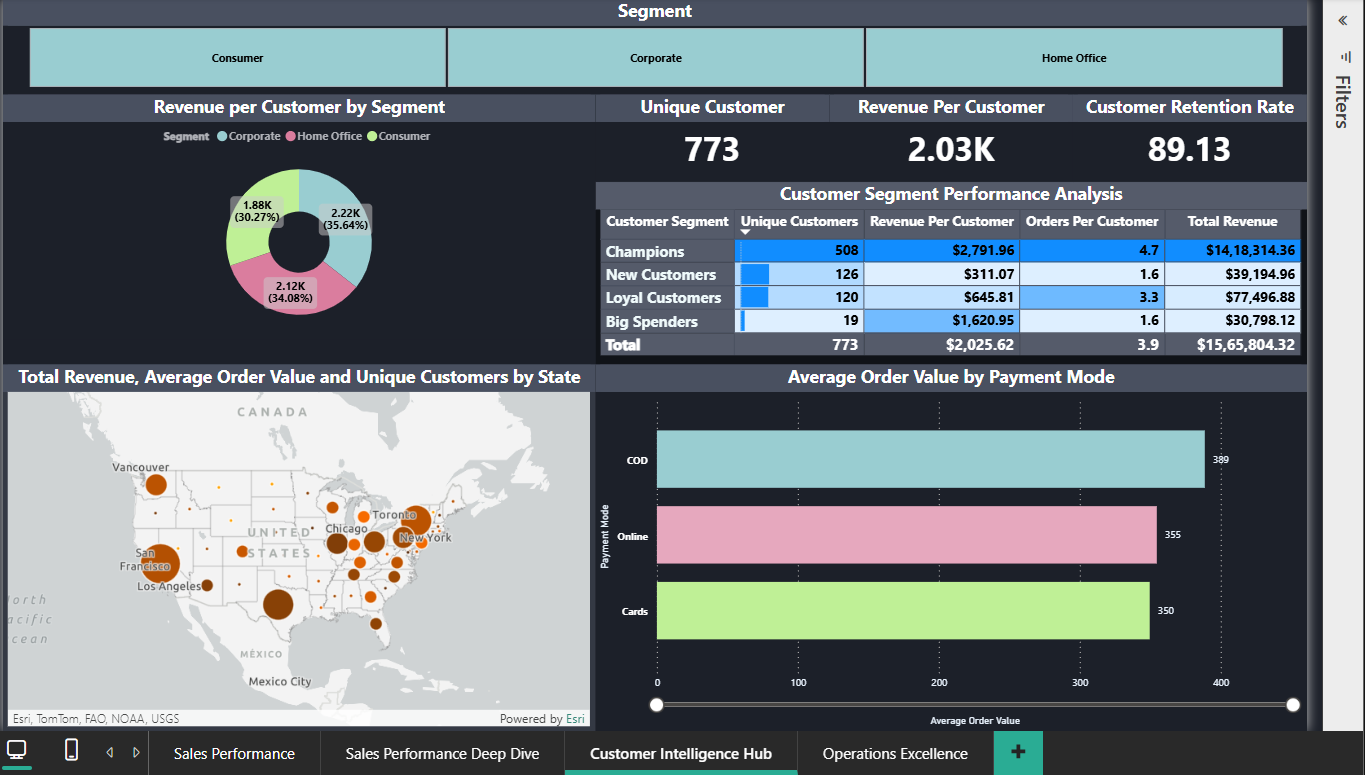 Segment
Consumer
Corporate
Home Office
Filters
Revenue per Customer by Segment
Segment Corporate Home Office Consumer
1.88K
(30.27%)
2.22K
(35.64%)
2.12K
(34.08%)
Unique Customer
773
Revenue Per Customer
2.03K
Customer Retention Rate
89.13
Customer Segment Performance Analysis
Customer Segment Unique Customers Revenue Per Customer Orders Per Customer Total Revenue
Champions 508 $2,791.96 4.7 $14,18,314.36
New Customers 126 $311.07 1.6 $39,194.96
Loyal Customers 120 $645.81 3.3 $77,496.88
Big Spenders 19 $1,620.95 1.6 $30,798.12
Total 773 $2,025.62 3.9 $15,65,804.32
Total Revenue, Average Order Value and Unique Customers by State
CANADA
Vancouver
Toronto
Chicago
New York
UNITED
STATES
San
Francisco
Los Angeles
orth
acific
cean
MÉXICO
Mexico City
Esri, TomTom, FAO, NOAA, USGS
Powered by Esri
Average Order Value by Payment Mode
Payment Mode
COD 389
Online 355
Cards 350
0 100 200 300 400
Average Order Value
Sales Performance
Sales Performance Deep Dive
Customer Intelligence Hub
Operations Excellence
+